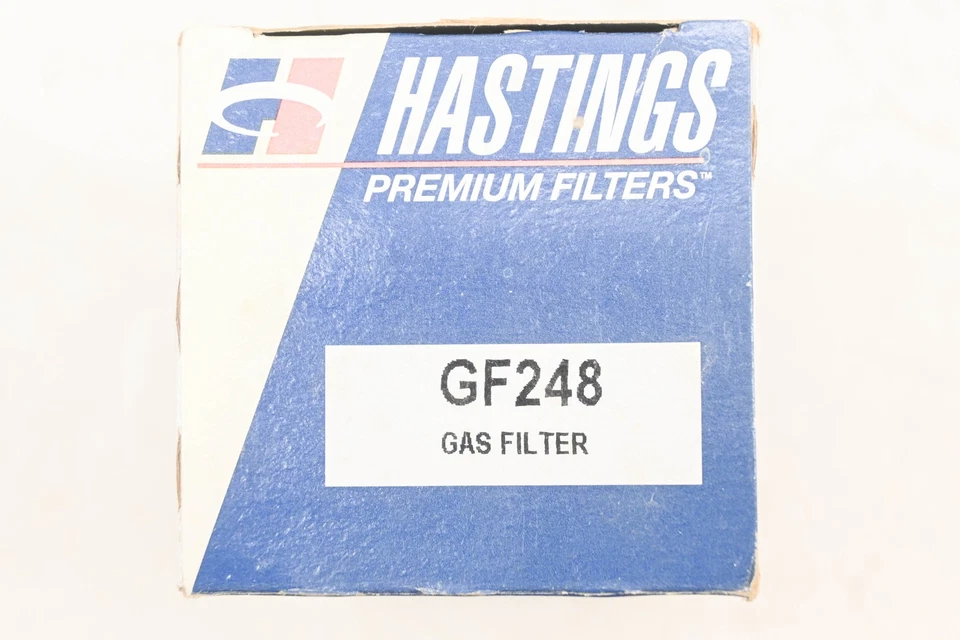 HASTINGS
PREMIUM FILTERS™
GF248
GAS FILTER